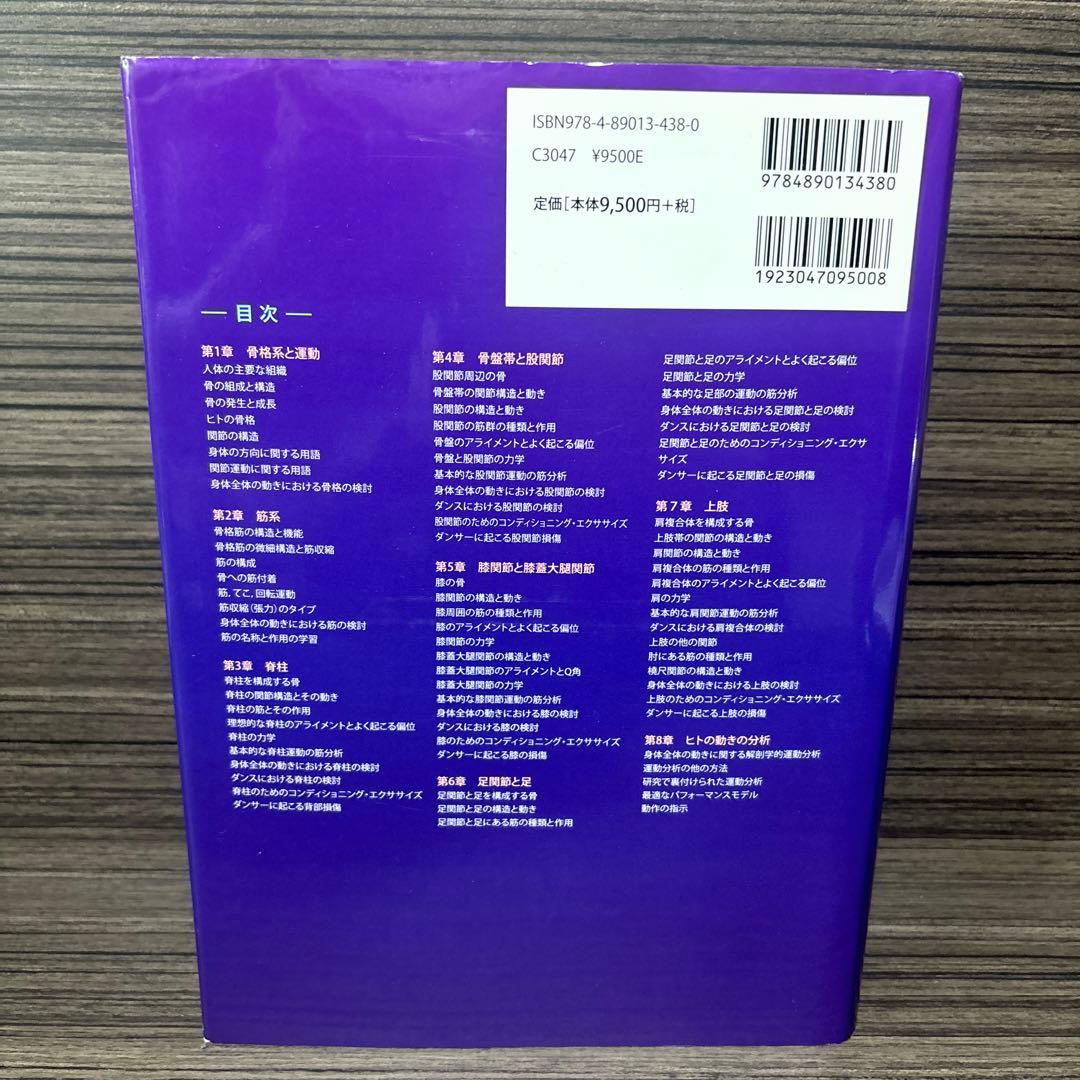 ISBN978-4-89013-438-0
C3047 ¥9500E
定価[本体9,500円+税]
9784890134380
1923047095008
― 目次 ―
第1章 骨格系と運動
人体の主要な組織
骨の組成と構造
骨の発生と成長
ヒトの骨格
関節の構造
身体の方向に関する用語
関節運動に関する用語
身体全体の動きにおける骨格の検討
第2章 筋系
骨格筋の構造と機能
骨格筋の微細構造と筋収縮
筋の構成
骨への筋付着
筋,てこ,回転運動
筋収縮(張力)のタイプ
身体全体の動きにおける筋の検討
筋の名称と作用の学習
第3章 脊柱
脊柱を構成する骨
脊柱の関節構造とその動き
脊柱の筋とその作用
理想的な脊柱のアライメントとよく起こる偏位
脊柱の力学
基本的な脊柱運動の筋分析
身体全体の動きにおける脊柱の検討
ダンスにおける脊柱の検討
脊柱のためのコンディショニング・エクササイズ
ダンサーに起こる背部損傷
第4章 骨盤帯と股関節
股関節周辺の骨
骨盤帯の関節構造と動き
股関節の構造と動き
股関節の筋群の種類と作用
骨盤のアライメントとよく起こる偏位
骨盤と股関節の力学
基本的な股関節運動の筋分析
身体全体の動きにおける股関節の検討
ダンスにおける股関節の検討
股関節のためのコンディショニング・エクササイズ
ダンサーに起こる股関節損傷
第5章 膝関節と膝蓋大腿関節
膝の骨
膝関節の構造と動き
膝周囲の筋の種類と作用
膝のアライメントとよく起こる偏位
膝関節の力学
膝蓋大腿関節の構造と動き
膝蓋大腿関節のアライメントとQ角
膝蓋大腿関節の力学
基本的な膝関節運動の筋分析
身体全体の動きにおける膝の検討
ダンスにおける膝の検討
膝のためのコンディショニング・エクササイズ
ダンサーに起こる膝の損傷
第6章 足関節と足
足関節と足を構成する骨
足関節と足の構造と動き
足関節と足にある筋の種類と作用
足関節と足のアライメントとよく起こる偏位
足関節と足の力学
基本的な足部の運動の筋分析
身体全体の動きにおける足関節と足の検討
ダンスにおける足関節と足の検討
足関節と足のためのコンディショニング・エクササ
サイズ
ダンサーに起こる足関節と足の損傷
第7章 上肢
肩複合体を構成する骨
上肢帯の関節の構造と動き
肩関節の構造と動き
肩複合体の筋の種類と作用
肩複合体のアライメントとよく起こる偏位
肩の力学
基本的な肩関節運動の筋分析
ダンスにおける肩複合体の検討
上肢の他の関節
肘にある筋の種類と作用
橈尺関節の構造と動き
身体全体の動きにおける上肢の検討
上肢のためのコンディショニング・エクササイズ
ダンサーに起こる上肢の損傷
第8章 ヒトの動きの分析
身体全体の動きに関する解剖学的運動分析
運動分析の他の方法
研究で裏付けられた運動分析
最適なパフォーマンスモデル
動作の指示